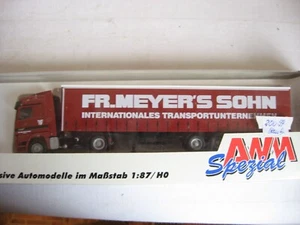 FR.MEYER'S SOHN
INTERNATIONALES TRANSPORTUNTERNEHMEN
AWM
Spezial
sive Automodelle im Maßstab 1:87/H0